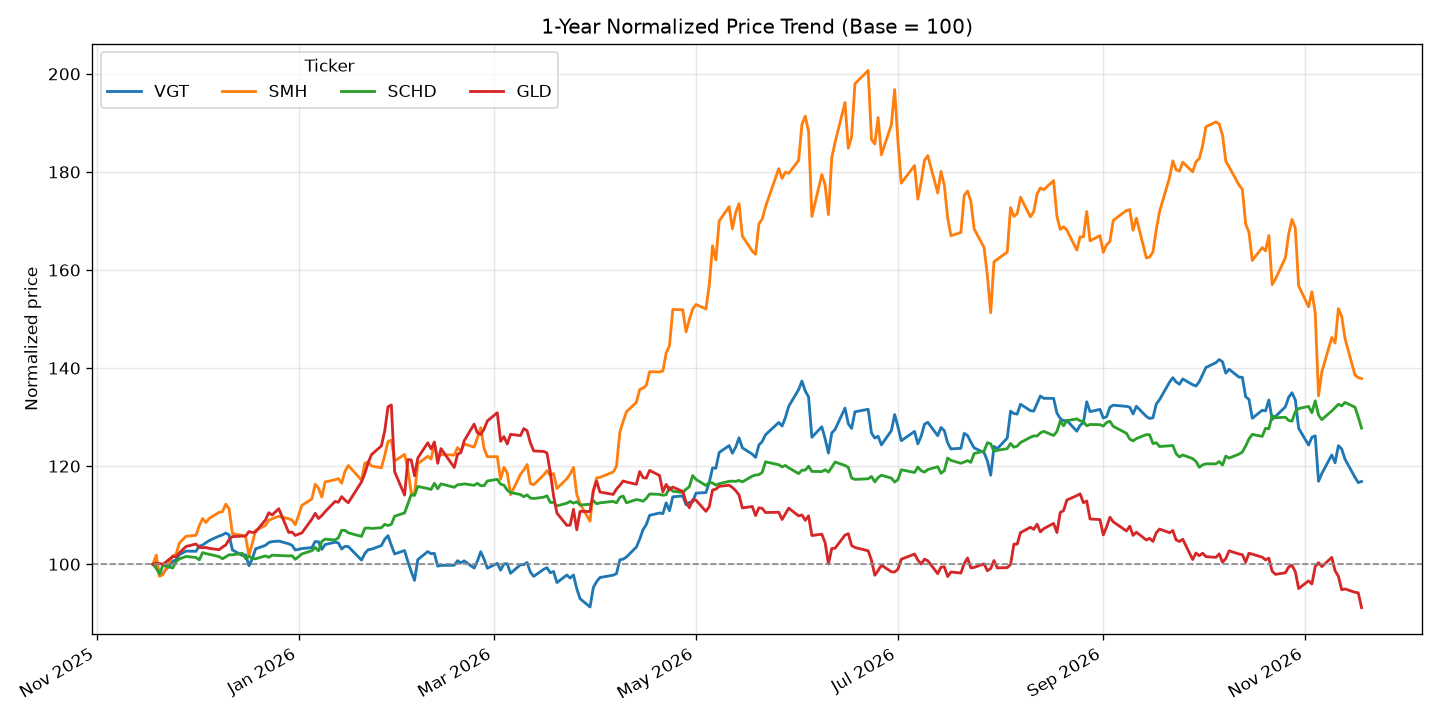 1-Year Normalized Price Trend (Base = 100)
Ticker
VGT SMH SCHD GLD
Normalized price
200
180
160
140
120
100
Nov 2025 Jan 2026 Mar 2026 May 2026 Jul 2026 Sep 2026 Nov 2026